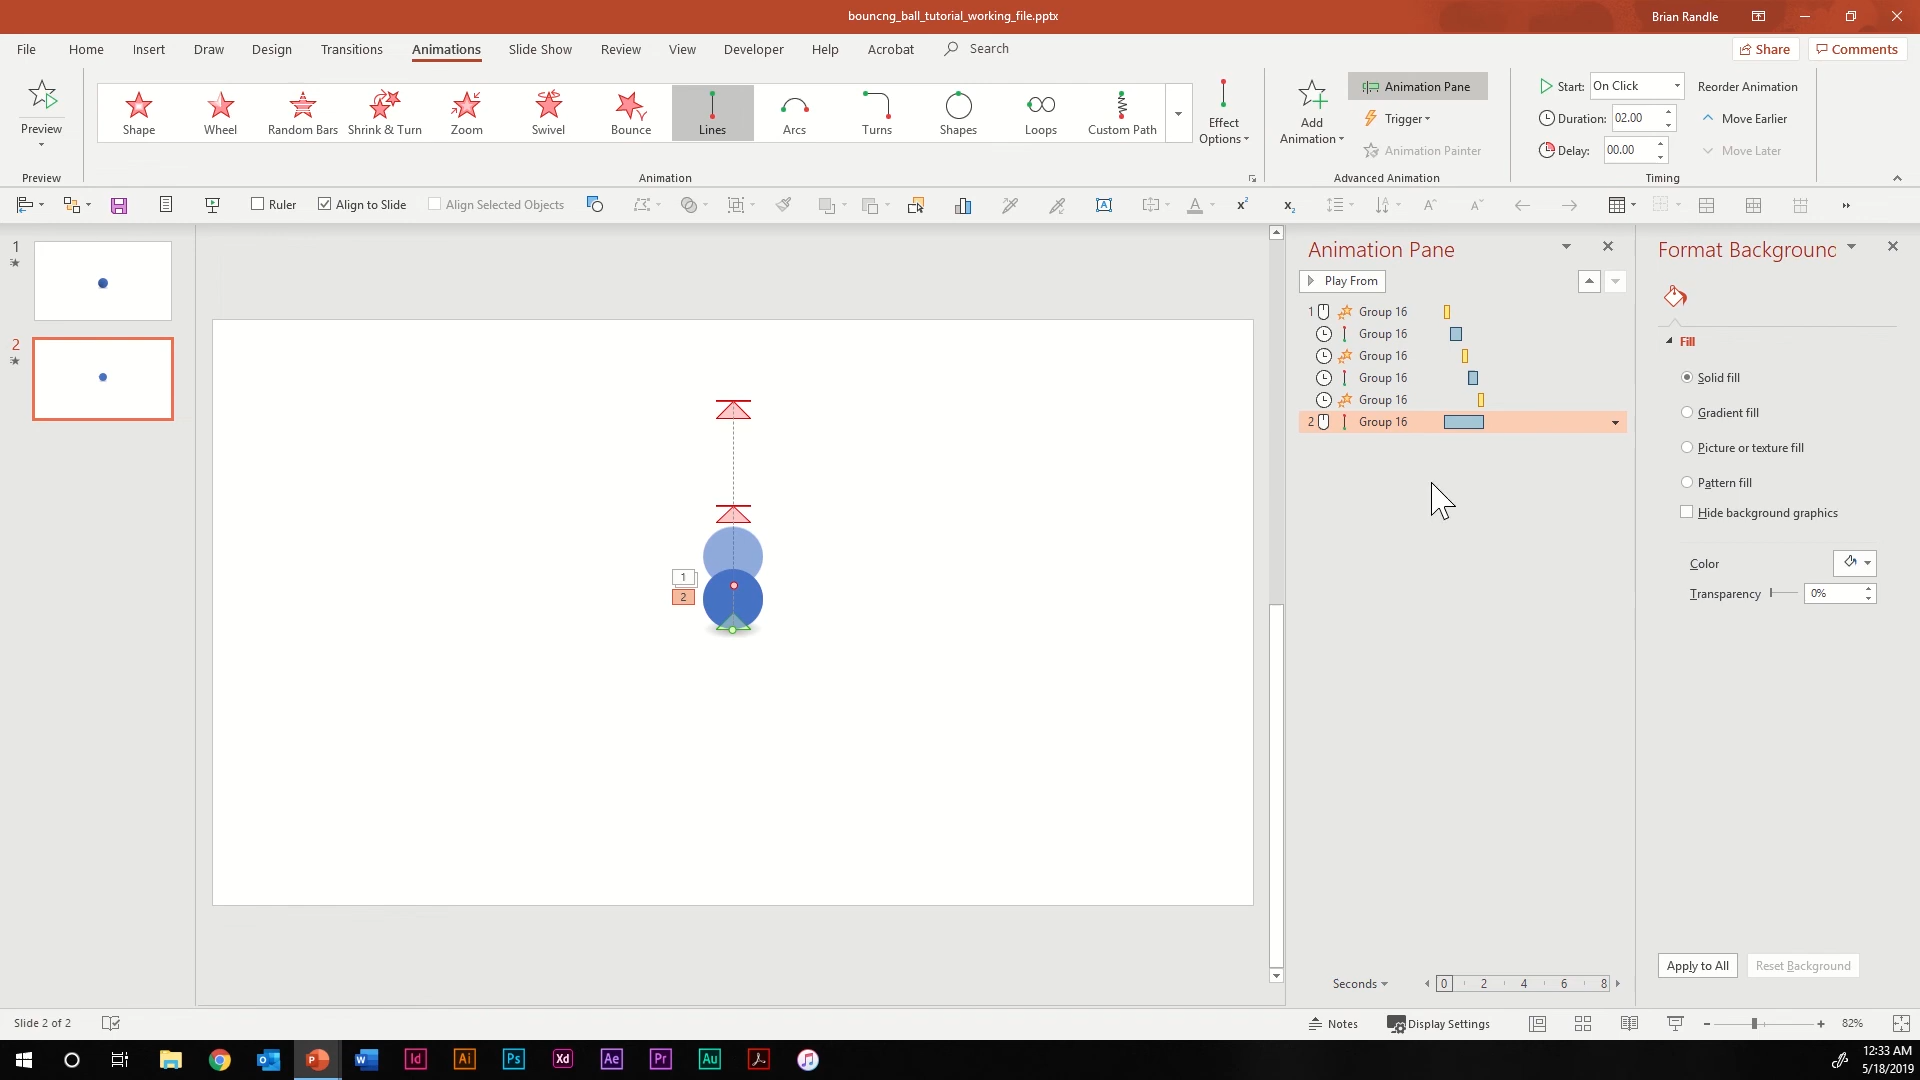 bouncng_ball_tutorial_working_file.pptx
Brian Randle
File Home Insert Draw Design Transitions Animations Slide Show Review View Developer Help Acrobat Search
Share Comments
Preview
Shape Wheel Random Bars Shrink & Turn Zoom Swivel Bounce Lines Arcs Turns Shapes Loops Custom Path
Effect Options
Add Animation
Animation Pane
Trigger
Animation Painter
Start: On Click
Duration: 02.00
Delay: 00.00
Reorder Animation
Move Earlier
Move Later
Preview Animation Advanced Animation Timing
Ruler Align to Slide Align Selected Objects
1
2
1
2
Animation Pane
Play From
1 Group 16
Group 16
Group 16
Group 16
Group 16
2 Group 16
Seconds 0 2 4 6 8
Format Background
Fill
Solid fill
Gradient fill
Picture or texture fill
Pattern fill
Hide background graphics
Color
Transparency 0%
Apply to All Reset Background
Slide 2 of 2
Notes Display Settings 82%
12:33 AM
5/18/2019